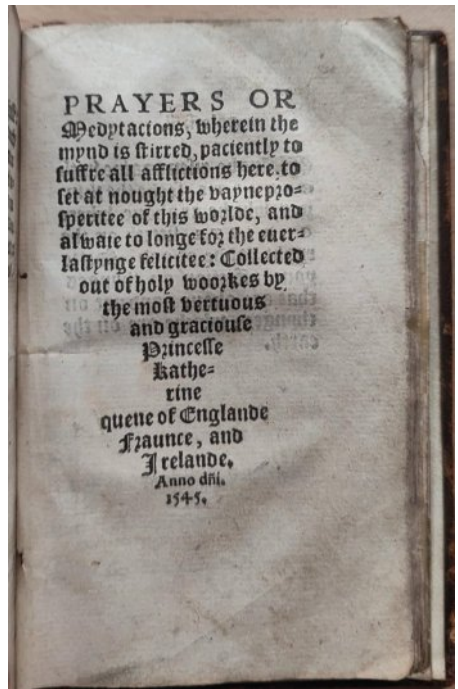 PRAYERS OR
Medytacions, wherein the
mynd is stirred, paciently to
suffre all afflictions here, to
set at nought the vaynepro=
speritee of this worlde, and
alwaie to longe for the euer=
lastynge felicitee: Collected
out of holy woorkes by
the most vertuous
and graciouse
Princesse
Kathe=
rine
quene of Englande
Fraunce, and
Irelande.
Anno dñi.
1545.